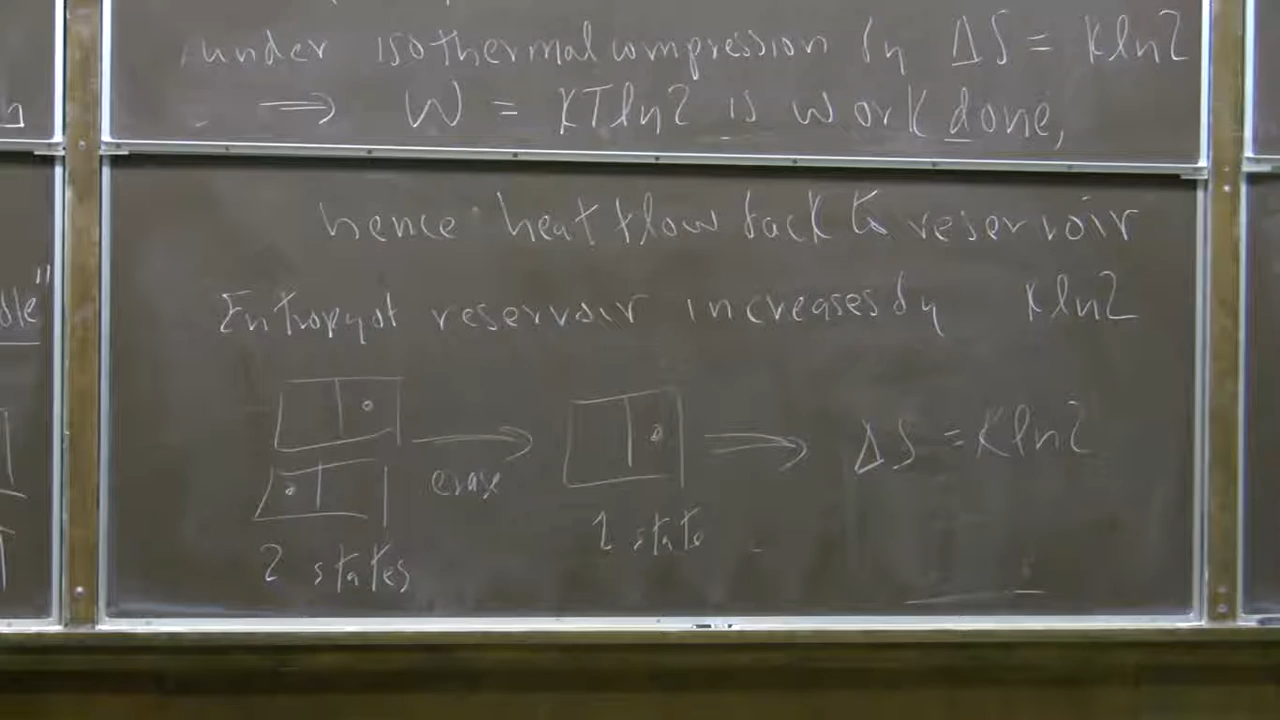 under isothermal compression by ΔS = k ln2
⟹ W = kT ln2 is work done,
hence heat flow back to reservoir
dle"
Entropy of reservoir increases by k ln2
erase
⟶ ΔS = k ln2
1 state
2 states